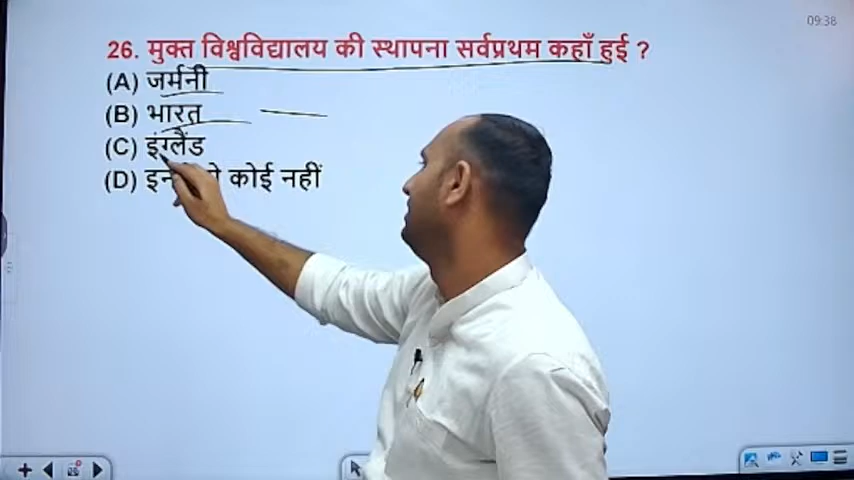 09:38
26. मुक्त विश्वविद्यालय की स्थापना सर्वप्रथम कहाँ हुई ?
(A) जर्मनी
(B) भारत
(C) इंग्लैंड
(D) कोई नहीं